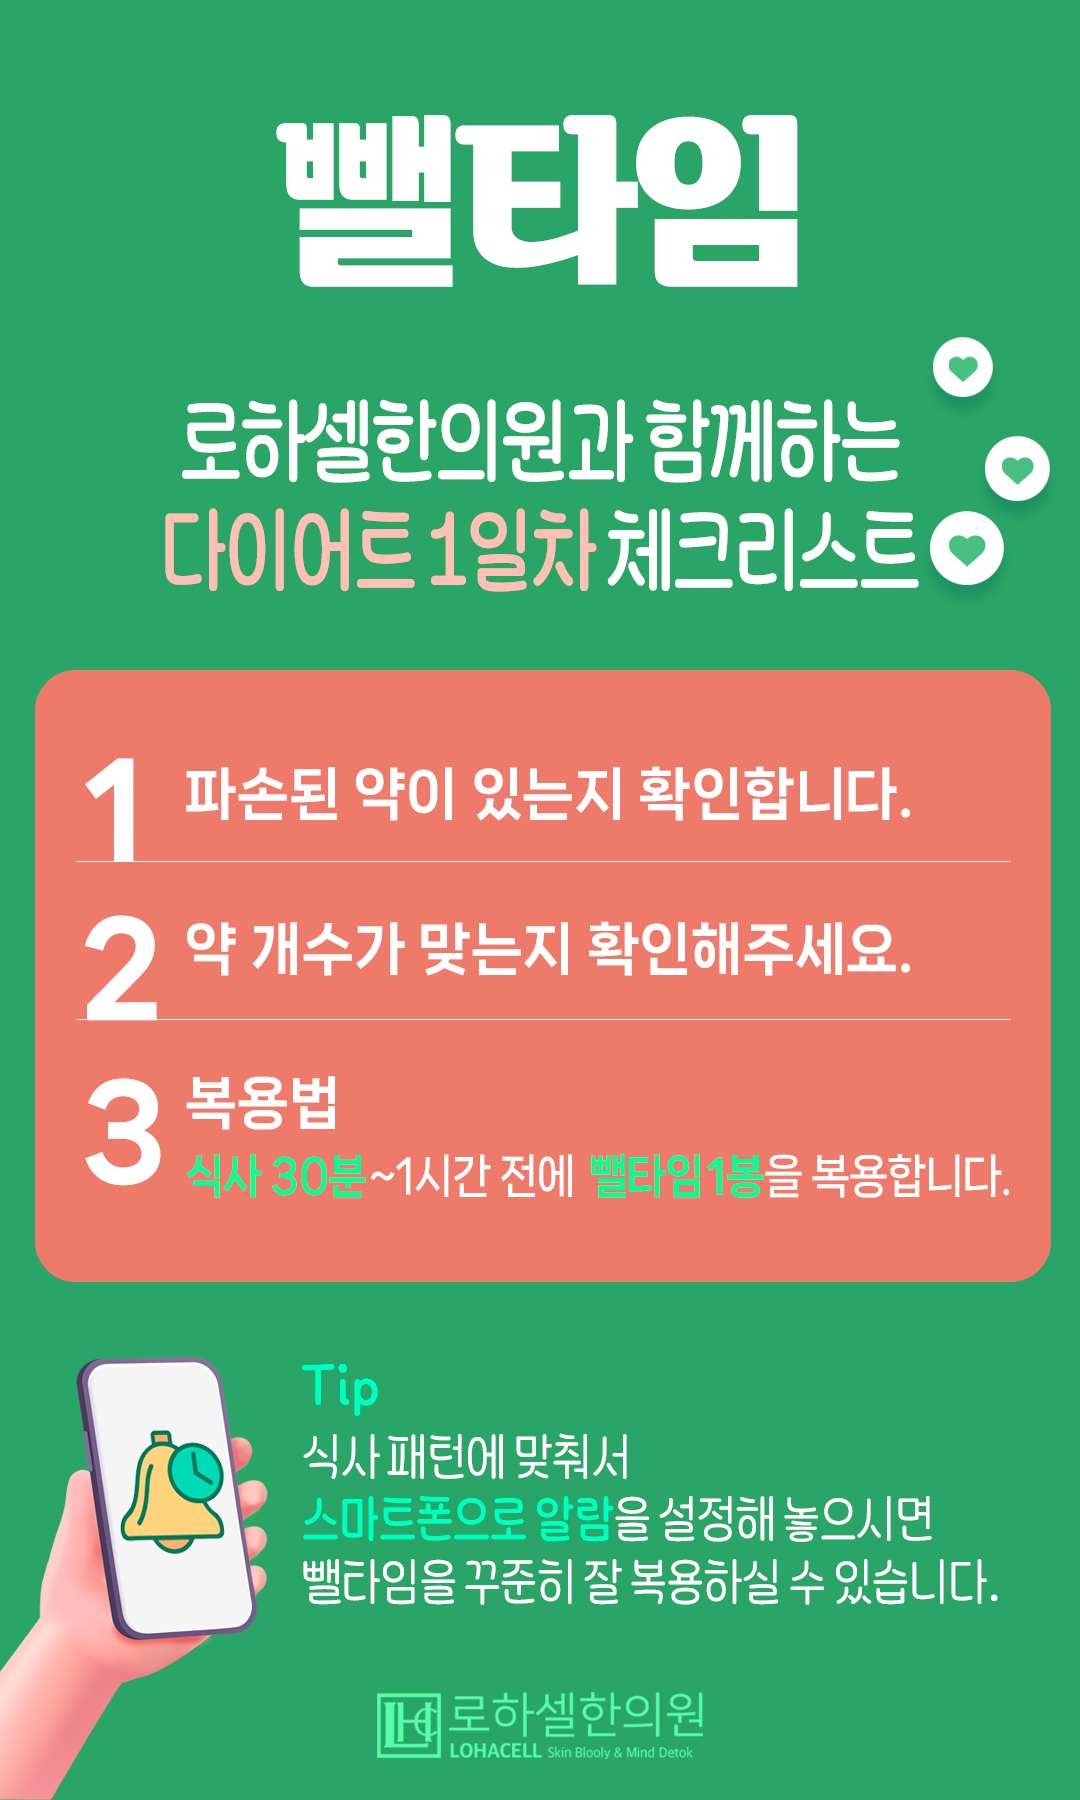 뺄타임
로하셀한의원과 함께하는
다이어트 1일차 체크리스트
1 파손된 약이 있는지 확인합니다.
2 약 개수가 맞는지 확인해주세요.
3 복용법
식사 30분~1시간 전에 뺄타임1봉을 복용합니다.
Tip
식사 패턴에 맞춰서
스마트폰으로 알람을 설정해 놓으시면
뺄타임을 꾸준히 잘 복용하실 수 있습니다.
LHC 로하셀한의원
LOHACELL Skin Blooly & Mind Detok